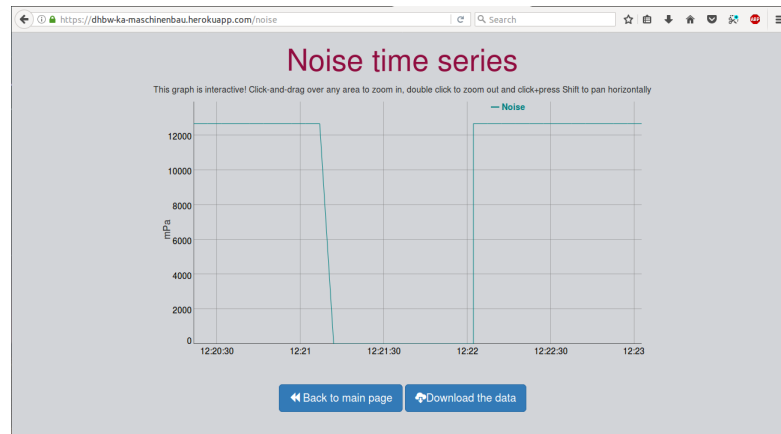 https://dhbw-ka-maschinenbau.herokuapp.com/noise
Search
ABP
Noise time series
This graph is interactive! Click-and-drag over any area to zoom in, double click to zoom out and click+press Shift to pan horizontally
— Noise
12000
10000
8000
6000
4000
2000
0
mPa
12:20:30 12:21 12:21:30 12:22 12:22:30 12:23
Back to main page Download the data